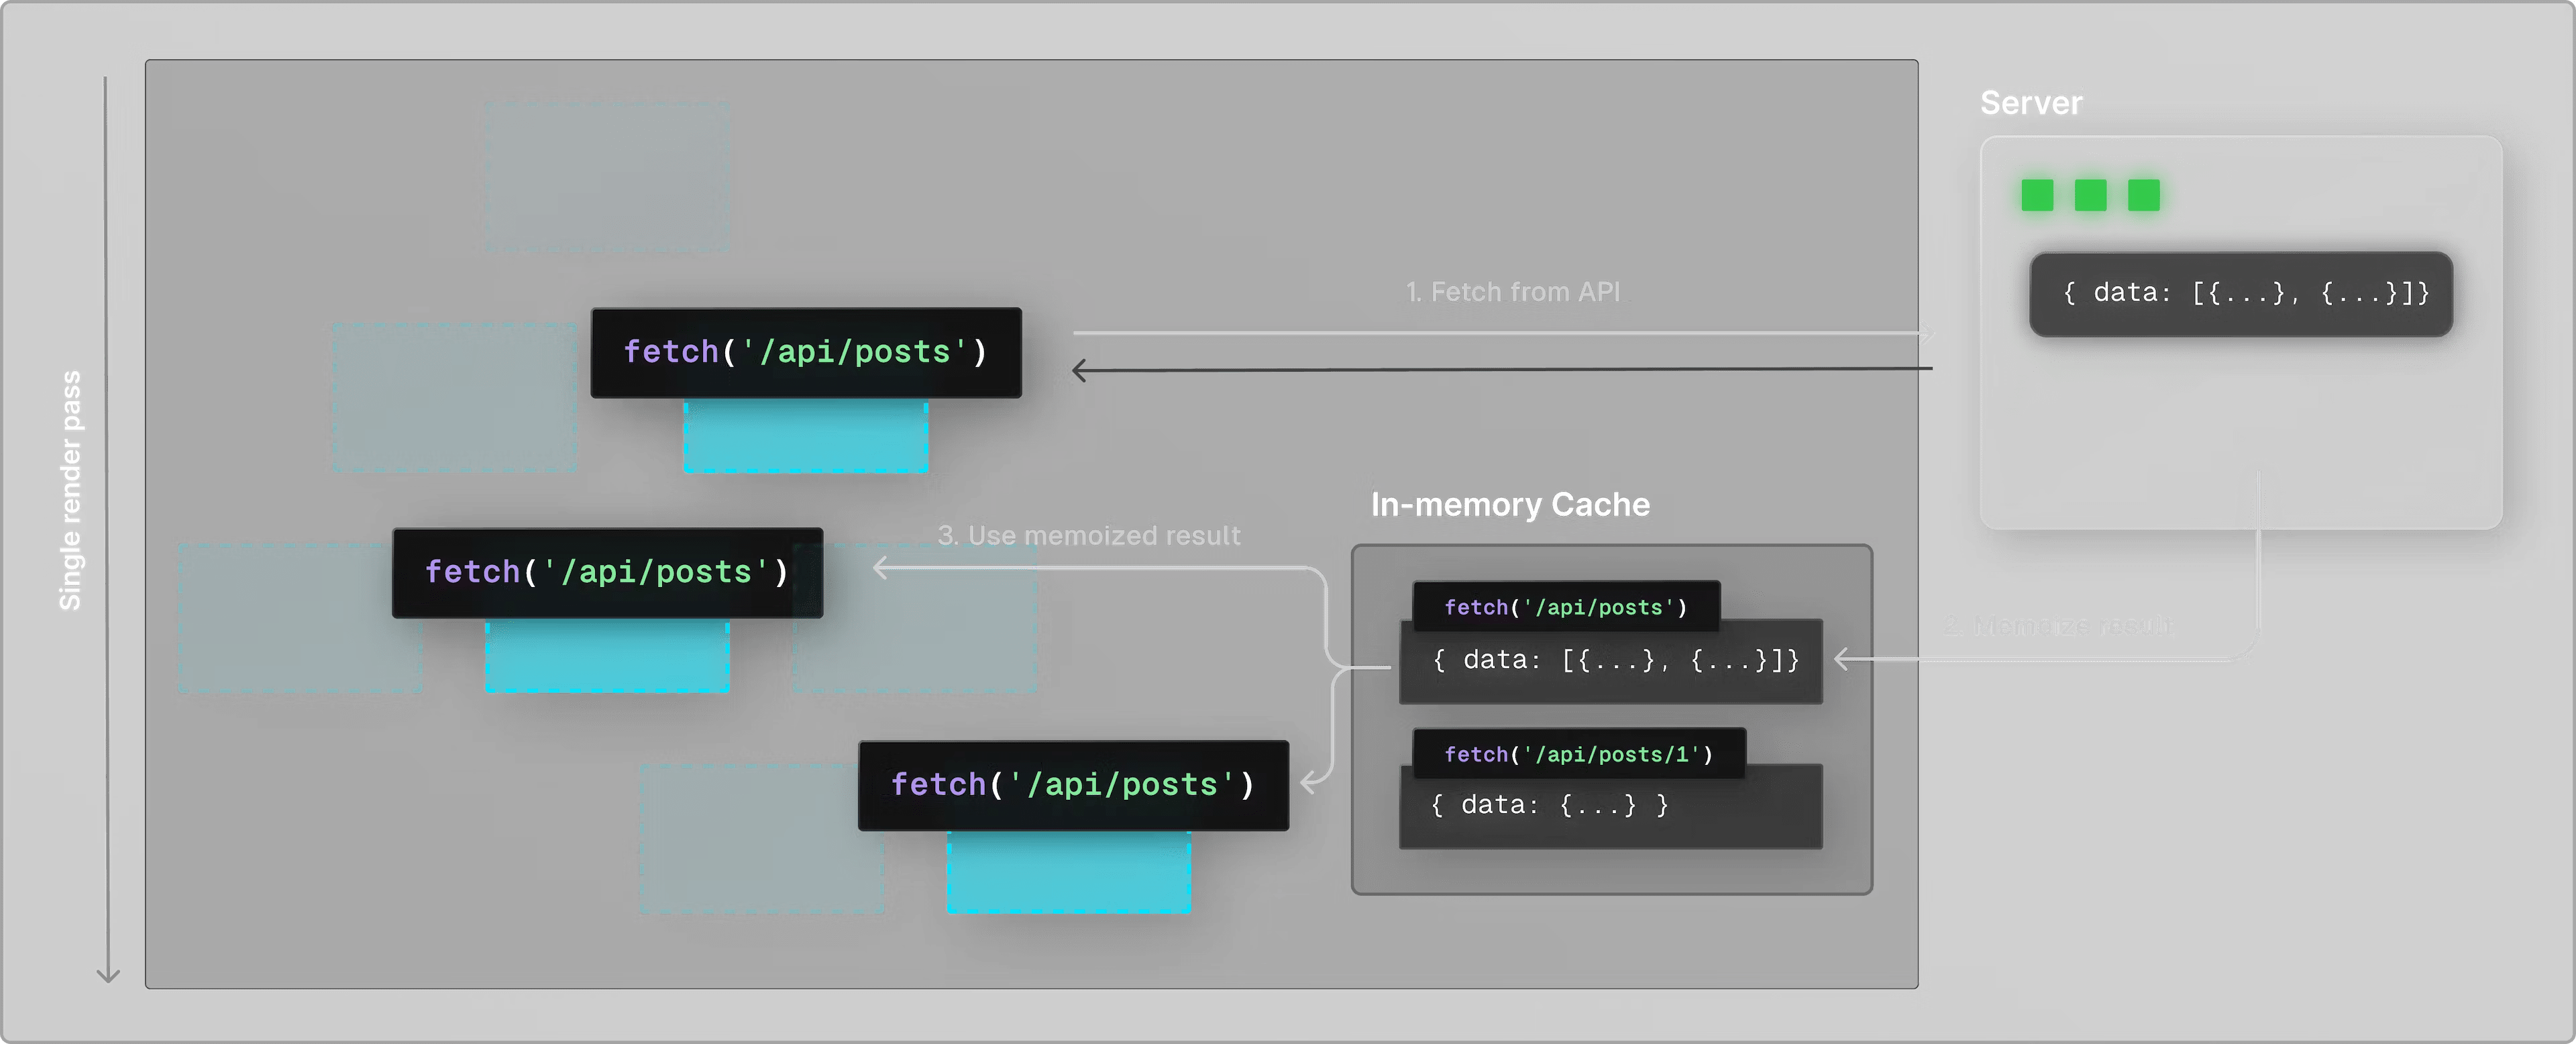 Single render pass
Server
{ data: [{...}, {...}]}
1. Fetch from API
fetch('/api/posts')
In-memory Cache
3. Use memoized result
fetch('/api/posts')
fetch('/api/posts')
{ data: [{...}, {...}]}
2. Memoize result
fetch('/api/posts/1')
{ data: {...} }
fetch('/api/posts')